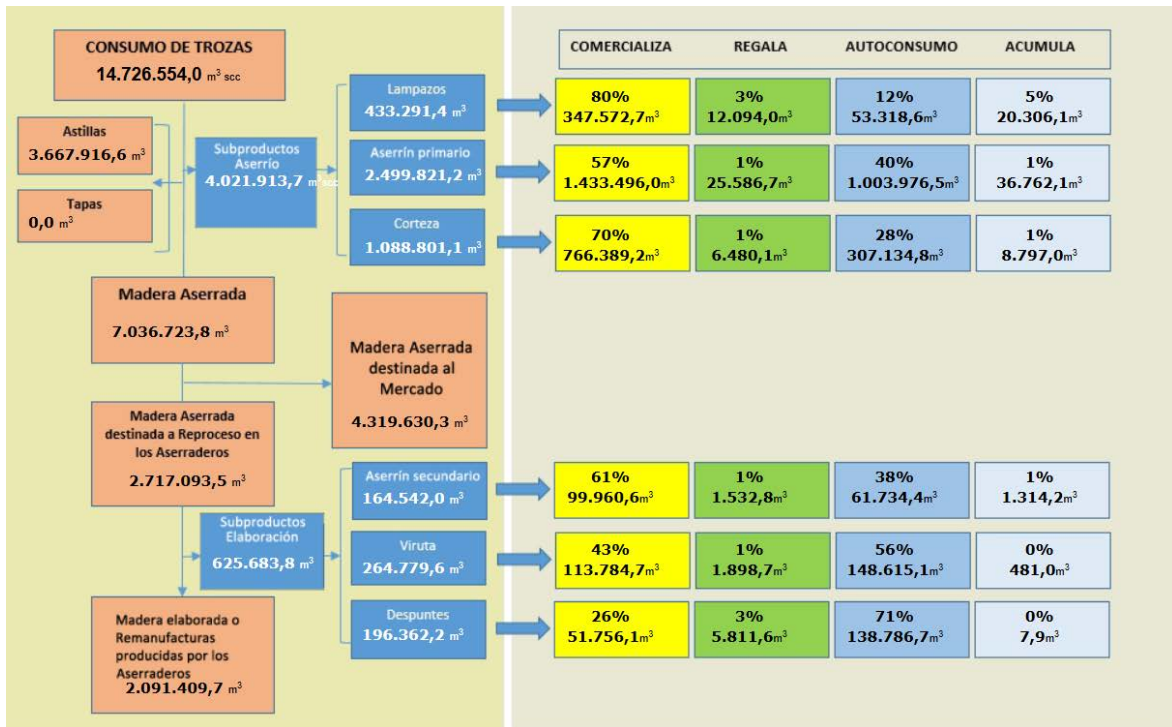 CONSUMO DE TROZAS
14.726.554,0 m³ scc
Astillas
3.667.916,6 m³
Tapas
0,0 m³
Subproductos
Aserrío
4.021.913,7 m³ scc
Lampazos
433.291,4 m³
Aserrín primario
2.499.821,2 m³
Corteza
1.088.801,1 m³
Madera Aserrada
7.036.723,8 m³
Madera Aserrada
destinada al
Mercado
4.319.630,3 m³
Madera Aserrada
destinada a Reproceso en
los Aserraderos
2.717.093,5 m³
Subproductos
Elaboración
625.683,8 m³
Aserrín secundario
164.542,0 m³
Viruta
264.779,6 m³
Despuntes
196.362,2 m³
Madera elaborada o
Remanufacturas
producidas por los
Aserraderos
2.091.409,7 m³
COMERCIALIZA REGALA AUTOCONSUMO ACUMULA
80% 3% 12% 5%
347.572,7m³ 12.094,0m³ 53.318,6m³ 20.306,1m³
57% 1% 40% 1%
1.433.496,0m³ 25.586,7m³ 1.003.976,5m³ 36.762,1m³
70% 1% 28% 1%
766.389,2m³ 6.480,1m³ 307.134,8m³ 8.797,0m³
61% 1% 38% 1%
99.960,6m³ 1.532,8m³ 61.734,4m³ 1.314,2m³
43% 1% 56% 0%
113.784,7m³ 1.898,7m³ 148.615,1m³ 481,0m³
26% 3% 71% 0%
51.756,1m³ 5.811,6m³ 138.786,7m³ 7,9m³